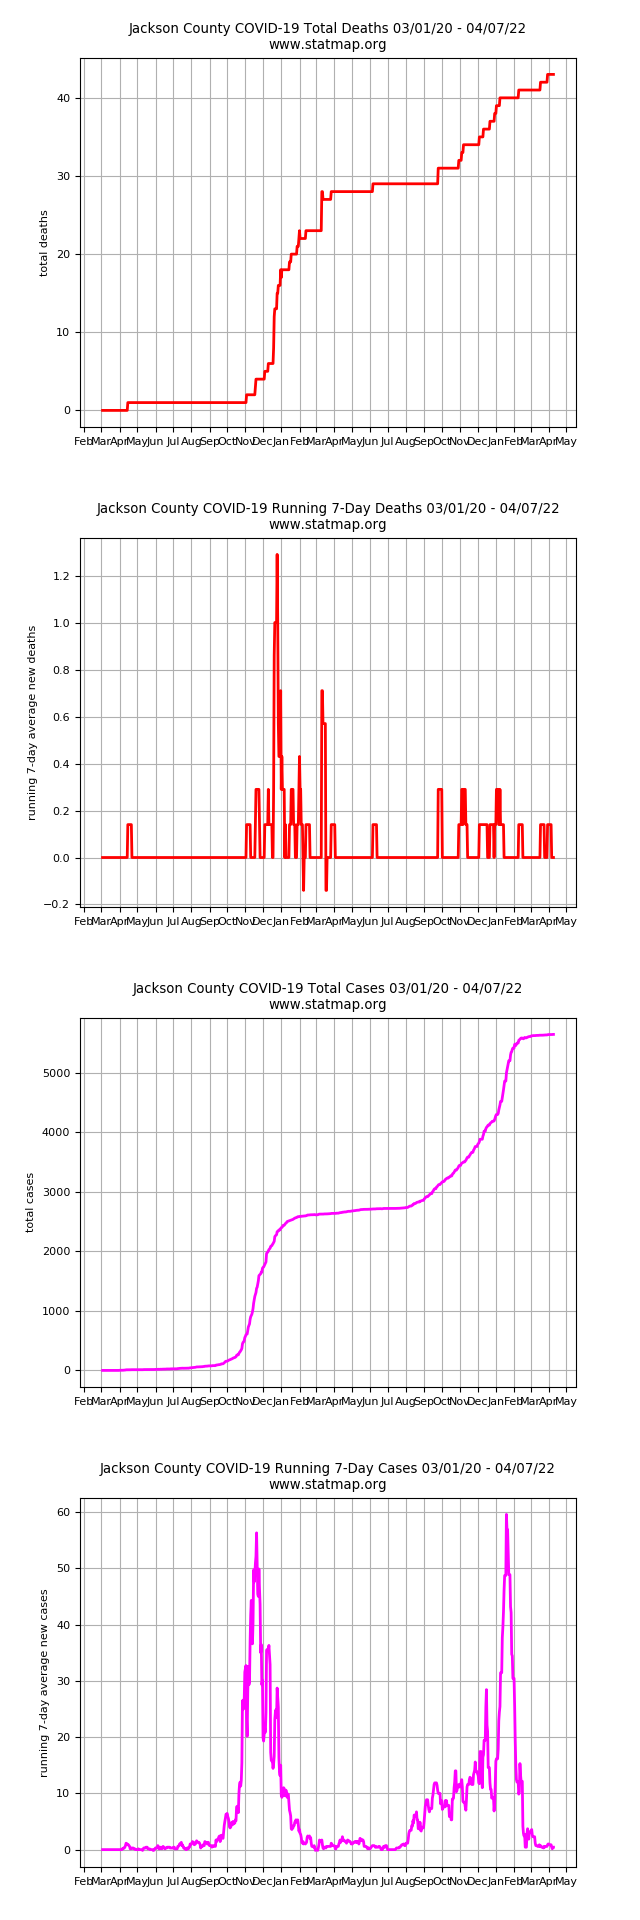 Jackson County COVID-19 Total Deaths 03/01/20 - 04/07/22
www.statmap.org
total deaths
40
30
20
10
0
Feb Mar Apr May Jun Jul Aug Sep Oct Nov Dec Jan Feb Mar Apr May Jun Jul Aug Sep Oct Nov Dec Jan Feb Mar Apr May
Jackson County COVID-19 Running 7-Day Deaths 03/01/20 - 04/07/22
www.statmap.org
running 7-day average new deaths
1.2
1.0
0.8
0.6
0.4
0.2
0.0
−0.2
Feb Mar Apr May Jun Jul Aug Sep Oct Nov Dec Jan Feb Mar Apr May Jun Jul Aug Sep Oct Nov Dec Jan Feb Mar Apr May
Jackson County COVID-19 Total Cases 03/01/20 - 04/07/22
www.statmap.org
total cases
5000
4000
3000
2000
1000
0
Feb Mar Apr May Jun Jul Aug Sep Oct Nov Dec Jan Feb Mar Apr May Jun Jul Aug Sep Oct Nov Dec Jan Feb Mar Apr May
Jackson County COVID-19 Running 7-Day Cases 03/01/20 - 04/07/22
www.statmap.org
running 7-day average new cases
60
50
40
30
20
10
0
Feb Mar Apr May Jun Jul Aug Sep Oct Nov Dec Jan Feb Mar Apr May Jun Jul Aug Sep Oct Nov Dec Jan Feb Mar Apr May